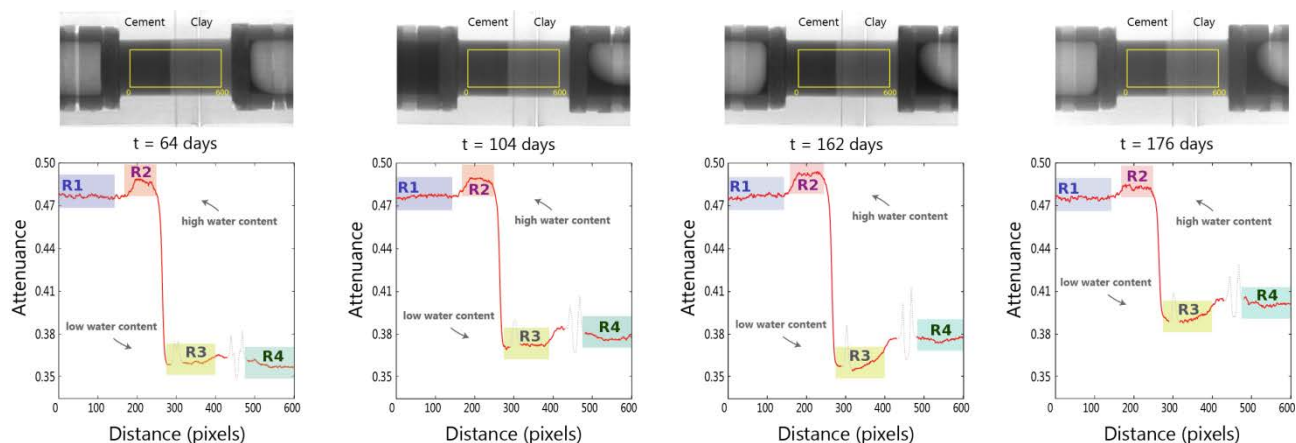 Cement Clay
0 600
t = 64 days
Attenuance
0.50
0.47
0.44
0.41
0.38
0.35
R1
R2
high water content
low water content
R3
R4
0 100 200 300 400 500 600
Distance (pixels)
Cement Clay
0 600
t = 104 days
Attenuance
0.50
0.47
0.44
0.41
0.38
0.35
R1
R2
high water content
low water content
R3
R4
0 100 200 300 400 500 600
Distance (pixels)
Cement Clay
0 600
t = 162 days
Attenuance
0.50
0.47
0.44
0.41
0.38
0.35
R1
R2
high water content
low water content
R3
R4
0 100 200 300 400 500 600
Distance (pixels)
Cement Clay
0 600
t = 176 days
Attenuance
0.50
0.47
0.44
0.41
0.38
0.35
R1
R2
high water content
low water content
R3
R4
0 100 200 300 400 500 600
Distance (pixels)